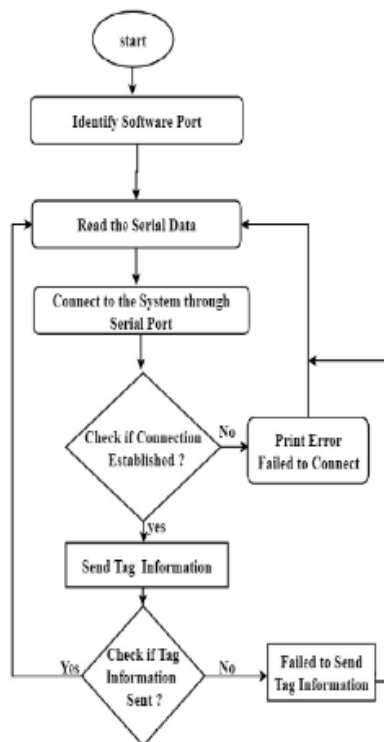 start
Identify Software Port
Read the Serial Data
Connect to the System through
Serial Port
Check if Connection
Established ?
No
Print Error
Failed to Connect
yes
Send Tag Information
Yes
Check if Tag
Information
Sent ?
No
Failed to Send
Tag Information